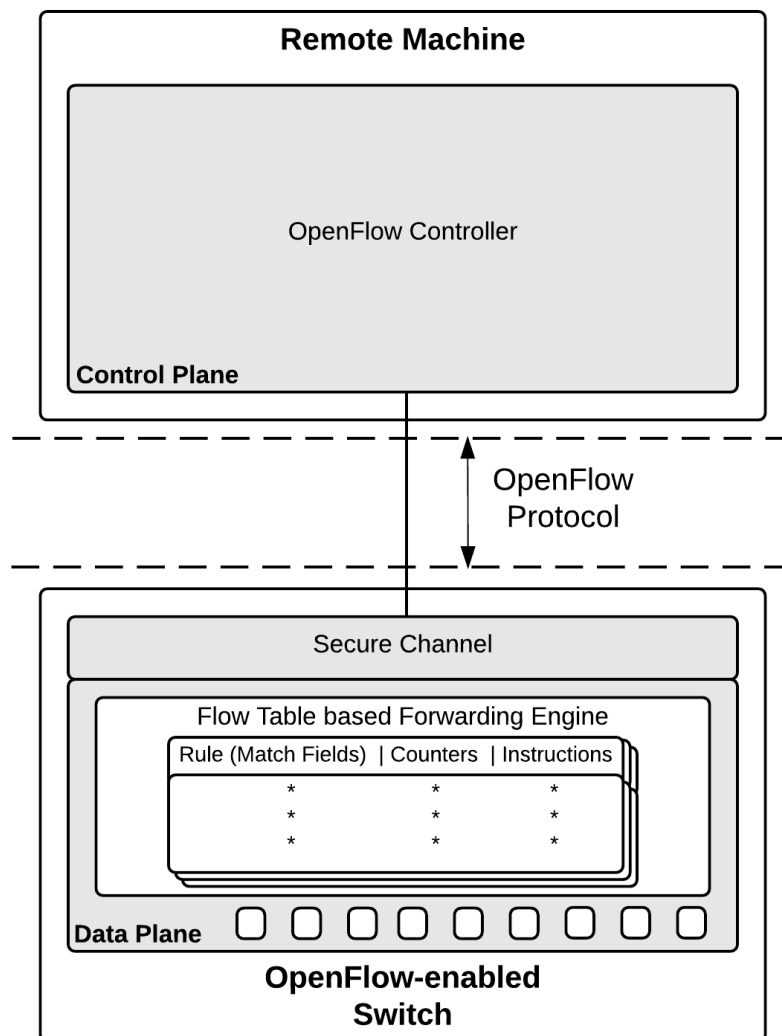 Remote Machine
OpenFlow Controller
Control Plane
OpenFlow
Protocol
Secure Channel
Flow Table based Forwarding Engine
Rule (Match Fields) | Counters | Instructions
* * *
* * *
* * *
Data Plane
OpenFlow-enabled
Switch